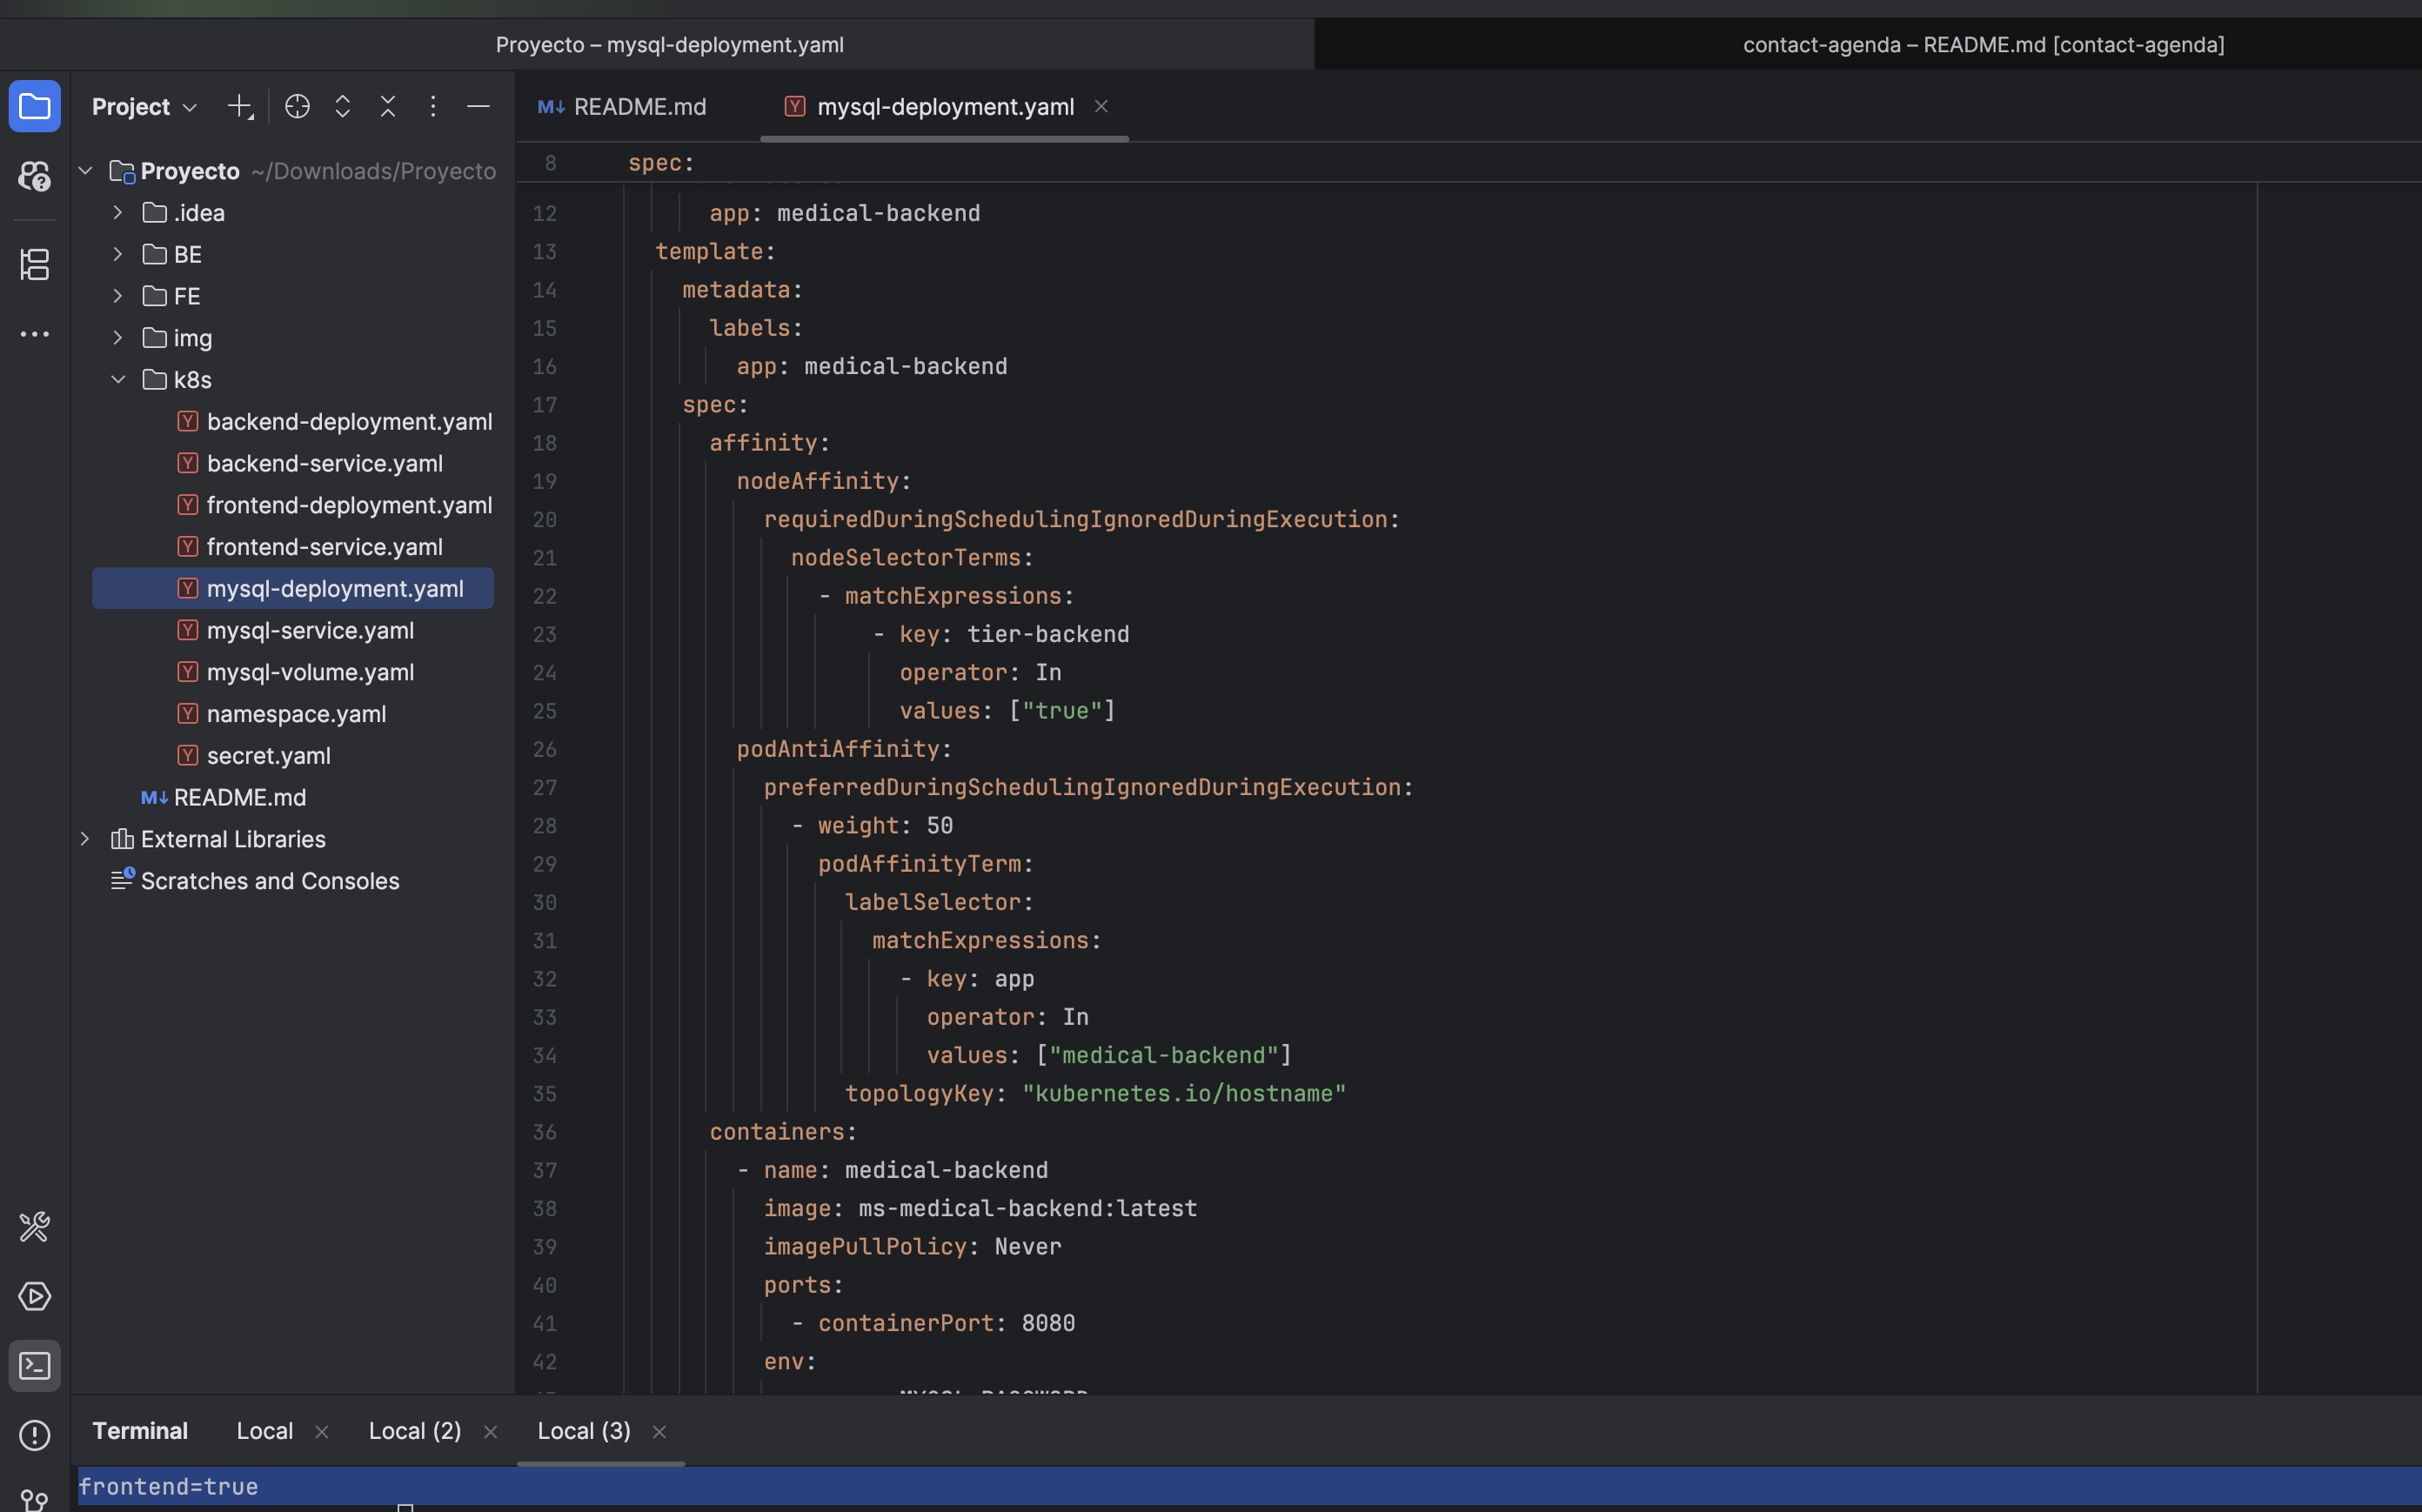 Proyecto – mysql-deployment.yaml
contact-agenda – README.md [contact-agenda]
Project
Proyecto ~/Downloads/Proyecto
.idea
BE
FE
img
k8s
backend-deployment.yaml
backend-service.yaml
frontend-deployment.yaml
frontend-service.yaml
mysql-deployment.yaml
mysql-service.yaml
mysql-volume.yaml
namespace.yaml
secret.yaml
README.md
External Libraries
Scratches and Consoles
README.md
mysql-deployment.yaml
8 spec:
12 app: medical-backend
13 template:
14 metadata:
15 labels:
16 app: medical-backend
17 spec:
18 affinity:
19 nodeAffinity:
20 requiredDuringSchedulingIgnoredDuringExecution:
21 nodeSelectorTerms:
22 - matchExpressions:
23 - key: tier-backend
24 operator: In
25 values: ["true"]
26 podAntiAffinity:
27 preferredDuringSchedulingIgnoredDuringExecution:
28 - weight: 50
29 podAffinityTerm:
30 labelSelector:
31 matchExpressions:
32 - key: app
33 operator: In
34 values: ["medical-backend"]
35 topologyKey: "kubernetes.io/hostname"
36 containers:
37 - name: medical-backend
38 image: ms-medical-backend:latest
39 imagePullPolicy: Never
40 ports:
41 - containerPort: 8080
42 env:
Terminal Local Local (2) Local (3)
frontend=true